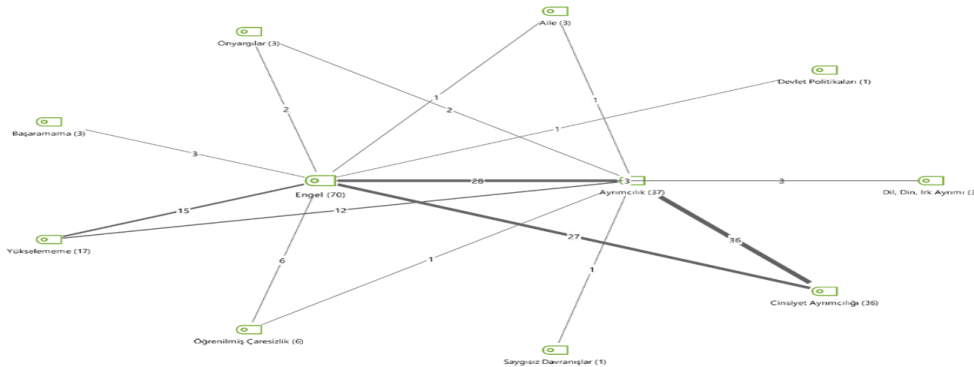 Aile (3)
Önyargılar (3)
Devlet Politikaları (1)
1
2
2
1
1
Başaramama (3)
3
Engel (70)
26
3
Ayrımcılık (37)
3
Dil, Din, Irk Ayrımı (3
15
12
Yükselememe (17)
27
36
6
1
1
Cinsiyet Ayrımcılığı (36)
Öğrenilmiş Çaresizlik (6)
Saygısız Davranışlar (1)